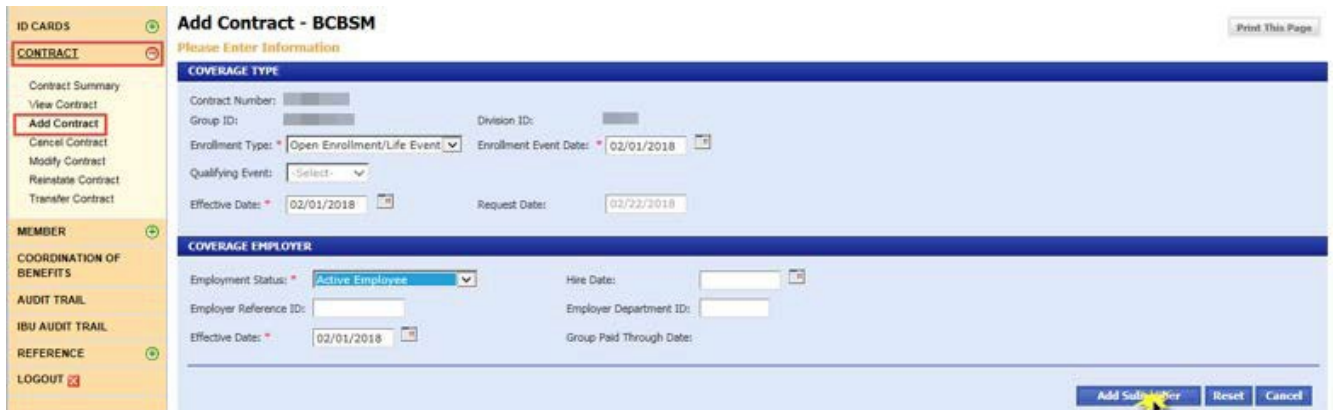 ID CARDS
CONTRACT
Contract Summary
View Contract
Add Contract
Cancel Contract
Modify Contract
Reinstate Contract
Transfer Contract
MEMBER
COORDINATION OF
BENEFITS
AUDIT TRAIL
IBU AUDIT TRAIL
REFERENCE
LOGOUT
Add Contract - BCBSM
Print This Page
Please Enter Information
COVERAGE TYPE
Contract Number:
Group ID: Division ID:
Enrollment Type: * Open Enrollment/Life Event Enrollment Event Date: * 02/01/2018
Qualifying Event: -Select-
Effective Date: * 02/01/2018 Request Date: 02/22/2018
COVERAGE EMPLOYER
Employment Status: * Active Employee Hire Date:
Employer Reference ID: Employer Department ID:
Effective Date: * 02/01/2018 Group Paid Through Date:
Add Reset Cancel